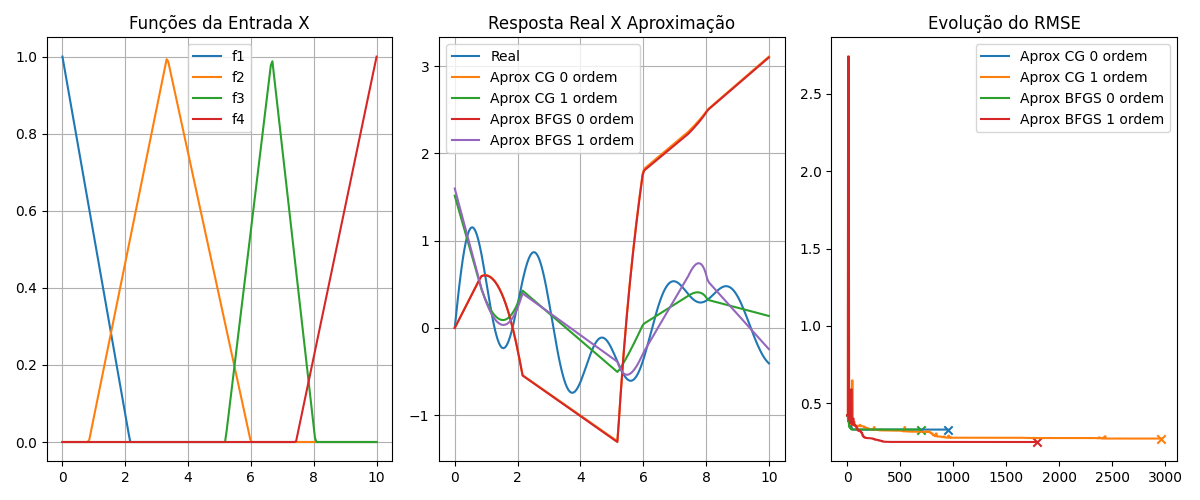 Funções da Entrada X
f1
f2
f3
f4
1.0
0.8
0.6
0.4
0.2
0.0
0 2 4 6 8 10
Resposta Real X Aproximação
Real
Aprox CG 0 ordem
Aprox CG 1 ordem
Aprox BFGS 0 ordem
Aprox BFGS 1 ordem
3
2
1
0
−1
0 2 4 6 8 10
Evolução do RMSE
Aprox CG 0 ordem
Aprox CG 1 ordem
Aprox BFGS 0 ordem
Aprox BFGS 1 ordem
2.5
2.0
1.5
1.0
0.5
0 500 1000 1500 2000 2500 3000